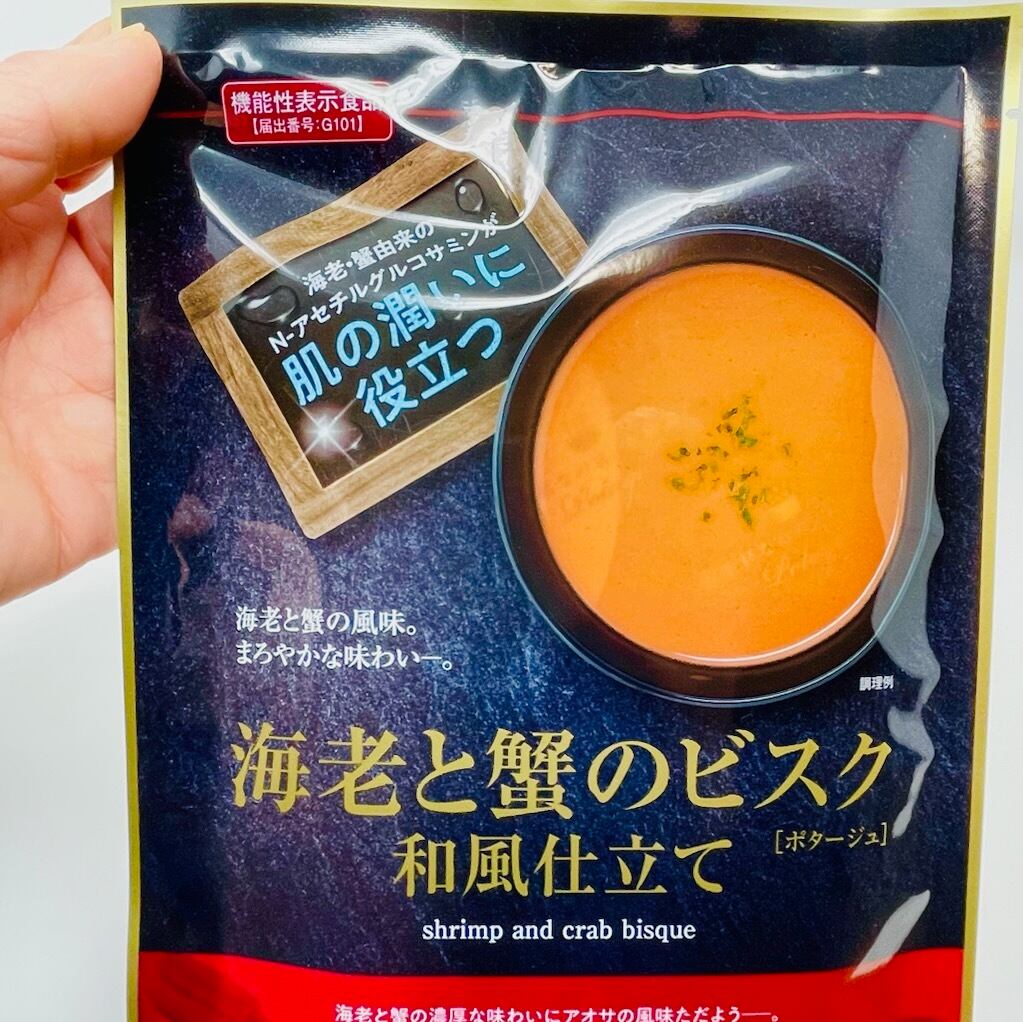 機能性表示食品
【届出番号:G101】
海老・蟹由来の
N-アセチルグルコサミンが
肌の潤いに
役立つ
海老と蟹の風味。
まろやかな味わい―。
調理例
海老と蟹のビスク
［ポタージュ］
和風仕立て
shrimp and crab bisque
海老と蟹の濃厚な味わいにアオサの風味ただよう――。